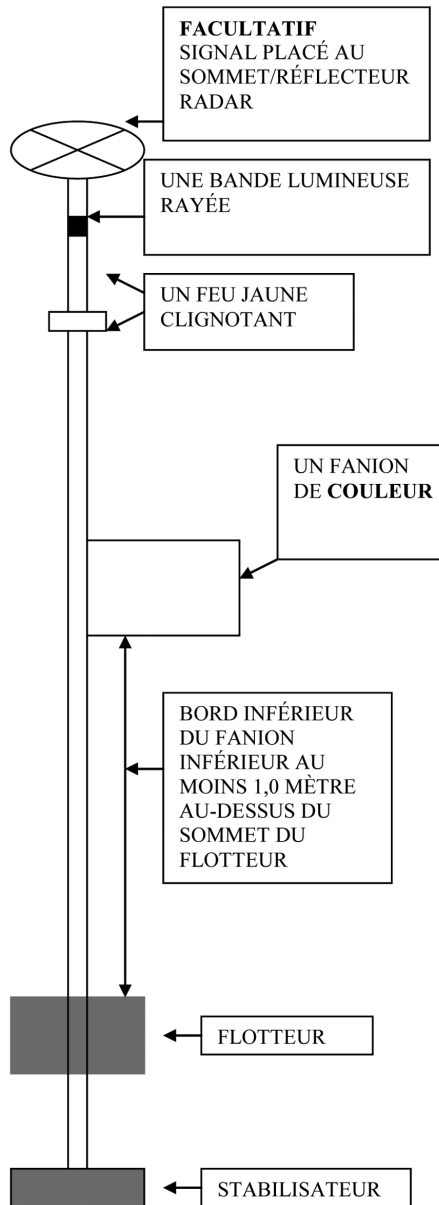 FACULTATIF
SIGNAL PLACÉ AU
SOMMET/RÉFLECTEUR
RADAR
UNE BANDE LUMINEUSE
RAYÉE
UN FEU JAUNE
CLIGNOTANT
UN FANION
DE COULEUR
BORD INFÉRIEUR
DU FANION
INFÉRIEUR AU
MOINS 1,0 MÈTRE
AU-DESSUS DU
SOMMET DU
FLOTTEUR
FLOTTEUR
STABILISATEUR